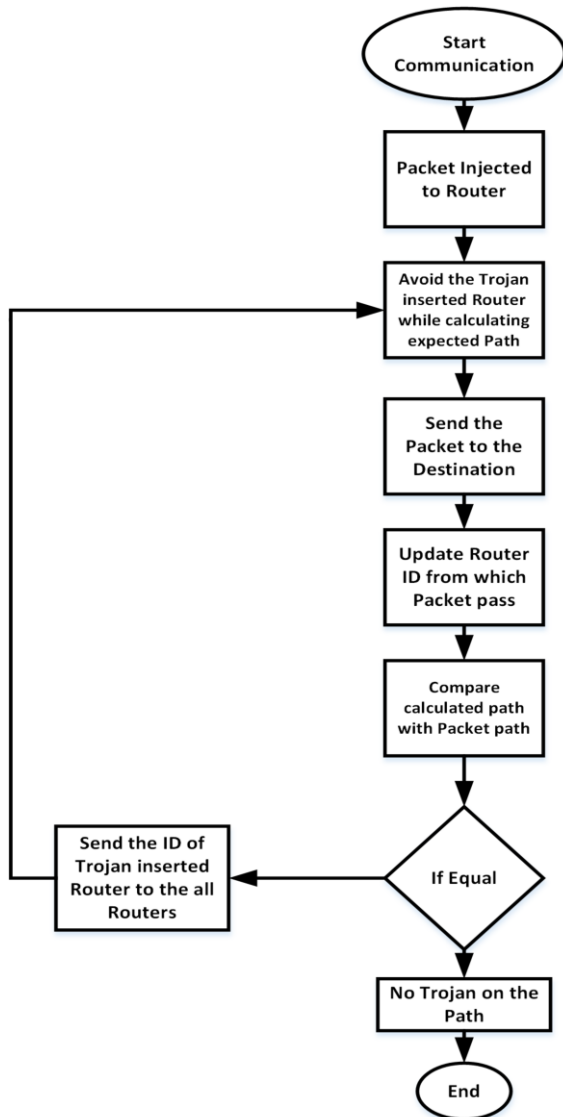 Start
Communication
Packet Injected
to Router
Avoid the Trojan
inserted Router
while calculating
expected Path
Send the
Packet to the
Destination
Update Router
ID from which
Packet pass
Compare
calculated path
with Packet path
If Equal
Send the ID of
Trojan inserted
Router to the all
Routers
No Trojan on the
Path
End